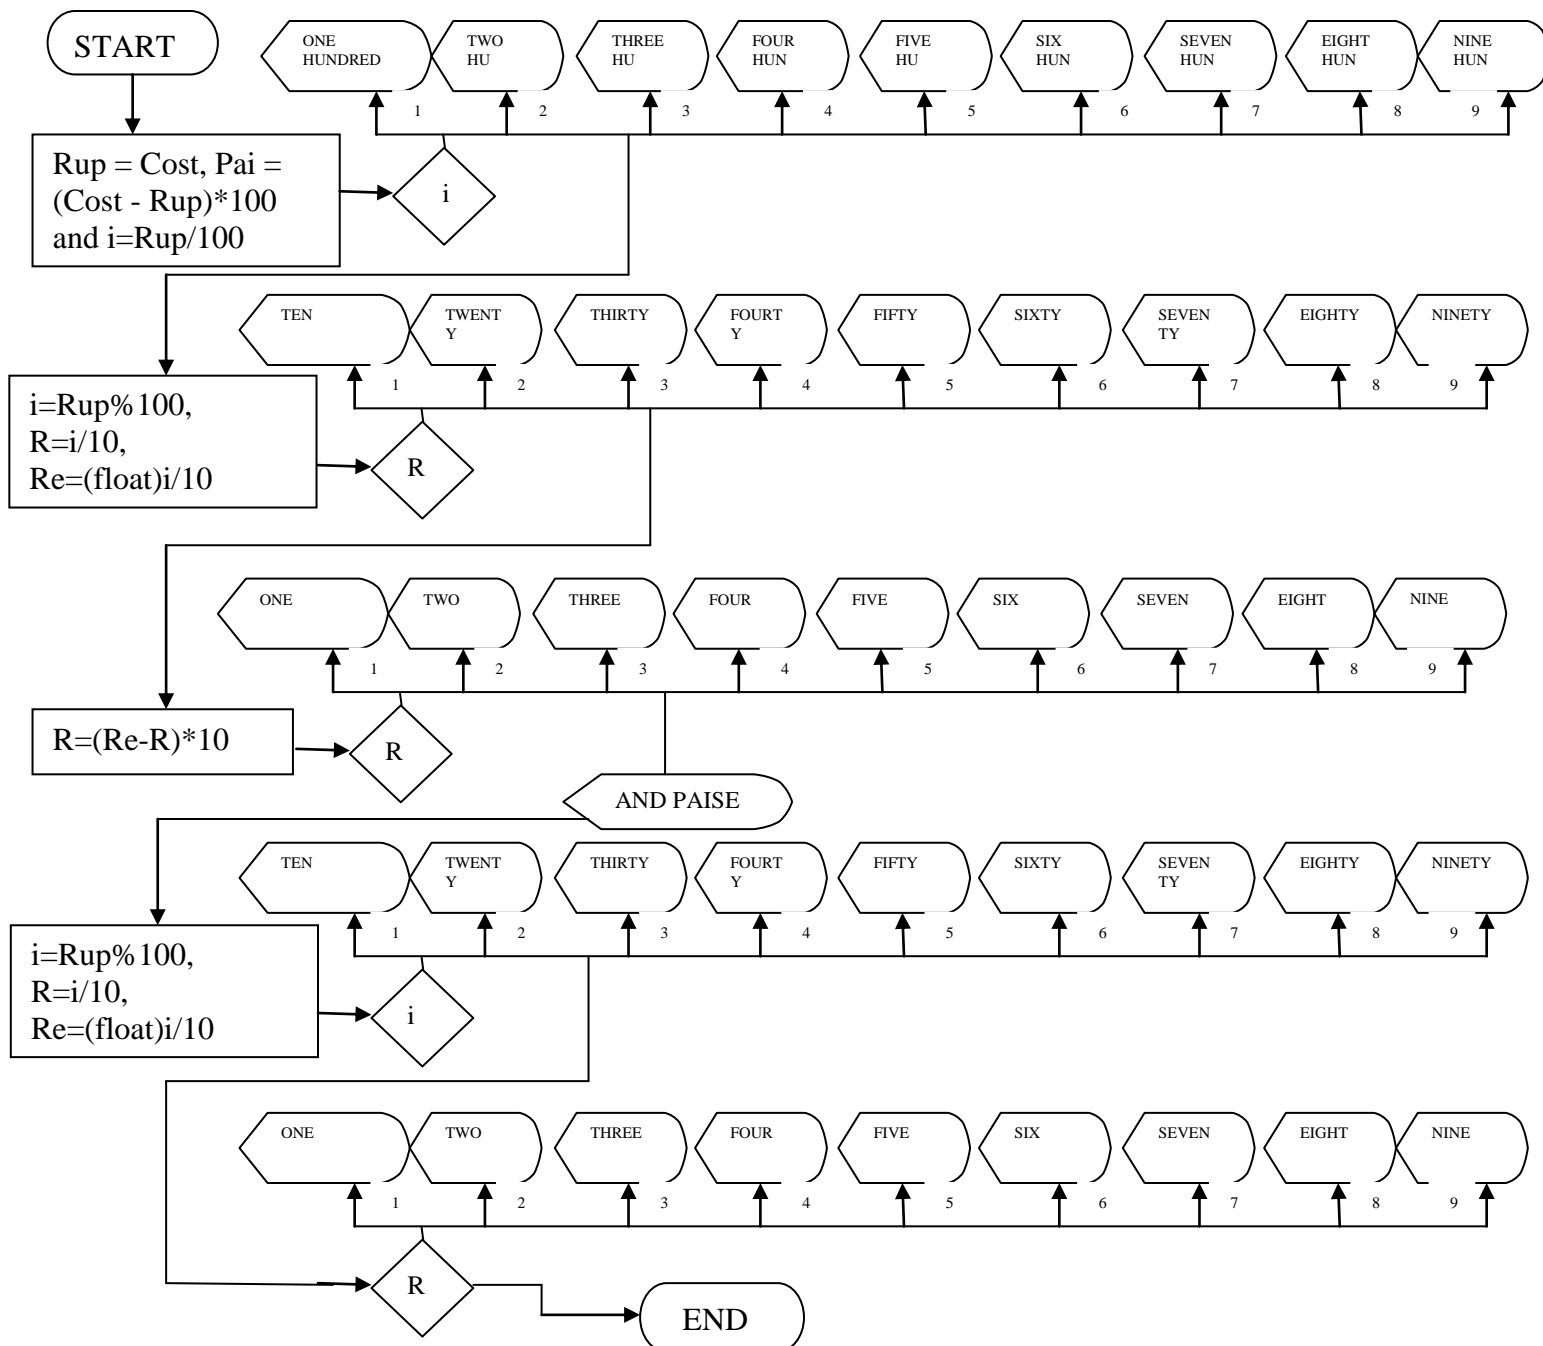 START
ONE
HUNDRED
TWO
HU
THREE
HU
FOUR
HUN
FIVE
HU
SIX
HUN
SEVEN
HUN
EIGHT
HUN
NINE
HUN
1 2 3 4 5 6 7 8 9
Rup = Cost, Pai =
(Cost - Rup)*100
and i=Rup/100
i
TEN
TWENT
Y
THIRTY
FOURT
Y
FIFTY
SIXTY
SEVEN
TY
EIGHTY
NINETY
1 2 3 4 5 6 7 8 9
i=Rup%100,
R=i/10,
Re=(float)i/10
R
ONE
TWO
THREE
FOUR
FIVE
SIX
SEVEN
EIGHT
NINE
1 2 3 4 5 6 7 8 9
R=(Re-R)*10
R
AND PAISE
TEN
TWENT
Y
THIRTY
FOURT
Y
FIFTY
SIXTY
SEVEN
TY
EIGHTY
NINETY
1 2 3 4 5 6 7 8 9
i=Rup%100,
R=i/10,
Re=(float)i/10
i
ONE
TWO
THREE
FOUR
FIVE
SIX
SEVEN
EIGHT
NINE
1 2 3 4 5 6 7 8 9
R
END